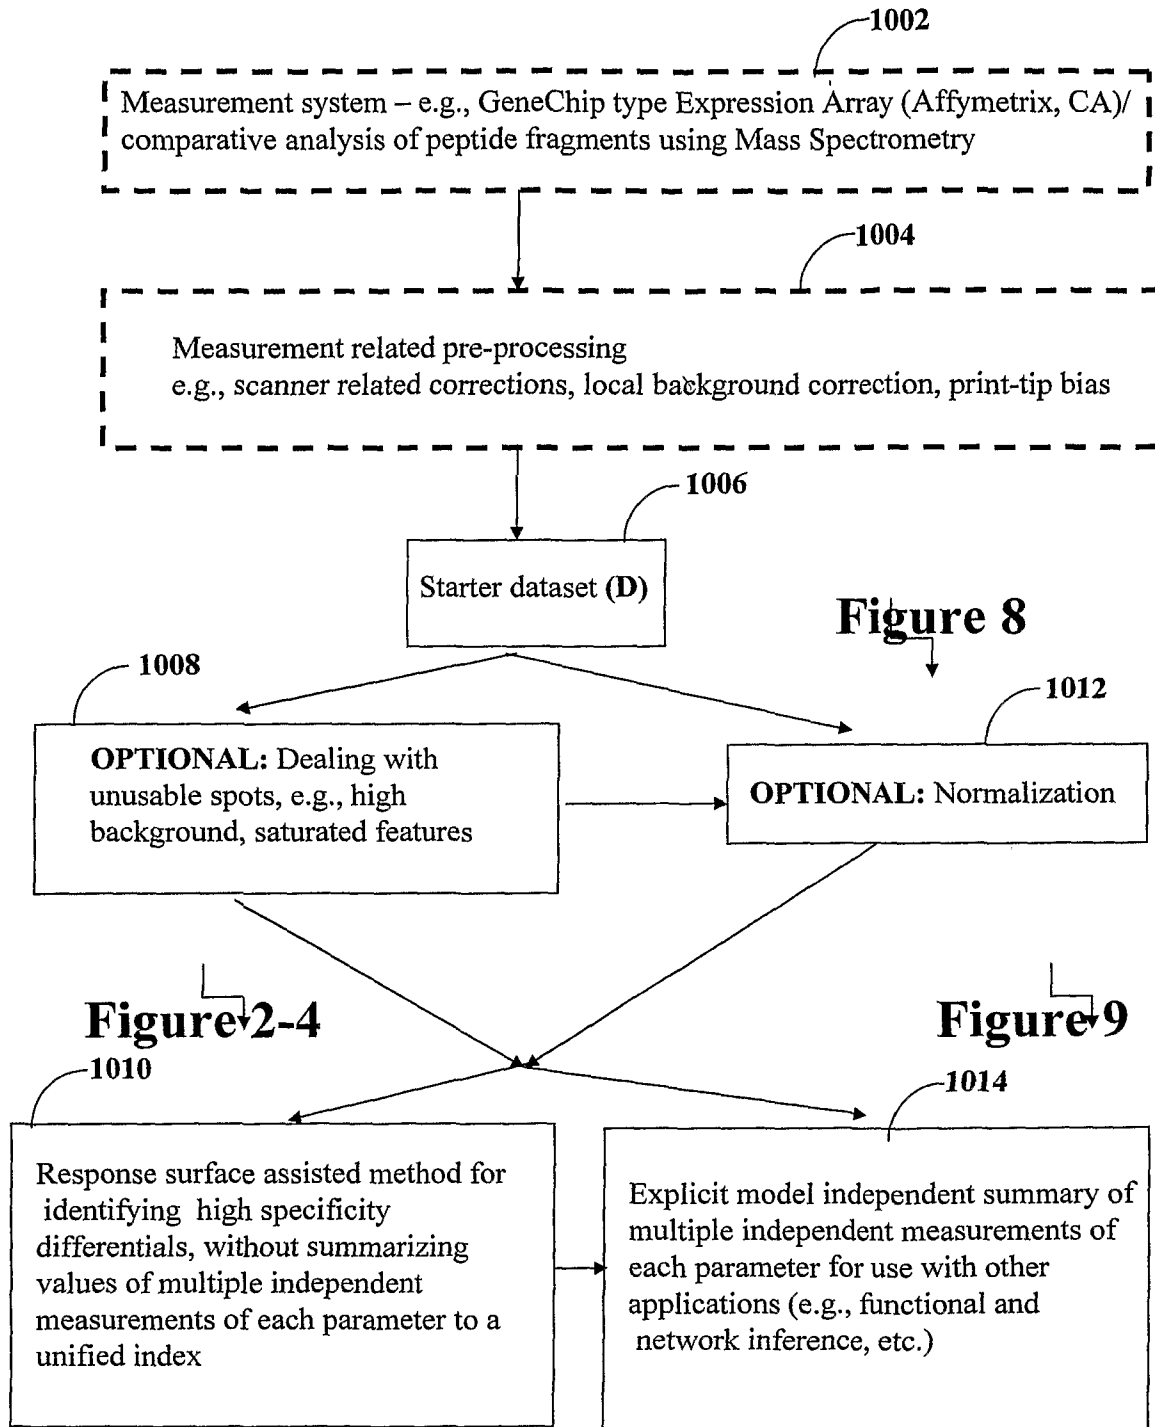 1002
Measurement system – e.g., GeneChip type Expression Array (Affymetrix, CA)/
comparative analysis of peptide fragments using Mass Spectrometry
1004
Measurement related pre-processing
e.g., scanner related corrections, local background correction, print-tip bias
1006
Starter dataset (D)
Figure 8
1008
1012
OPTIONAL: Dealing with
unusable spots, e.g., high
background, saturated features
OPTIONAL: Normalization
Figure 2-4
Figure 9
1010
1014
Response surface assisted method for
identifying high specificity
differentials, without summarizing
values of multiple independent
measurements of each parameter to a
unified index
Explicit model independent summary of
multiple independent measurements of
each parameter for use with other
applications (e.g., functional and
network inference, etc.)